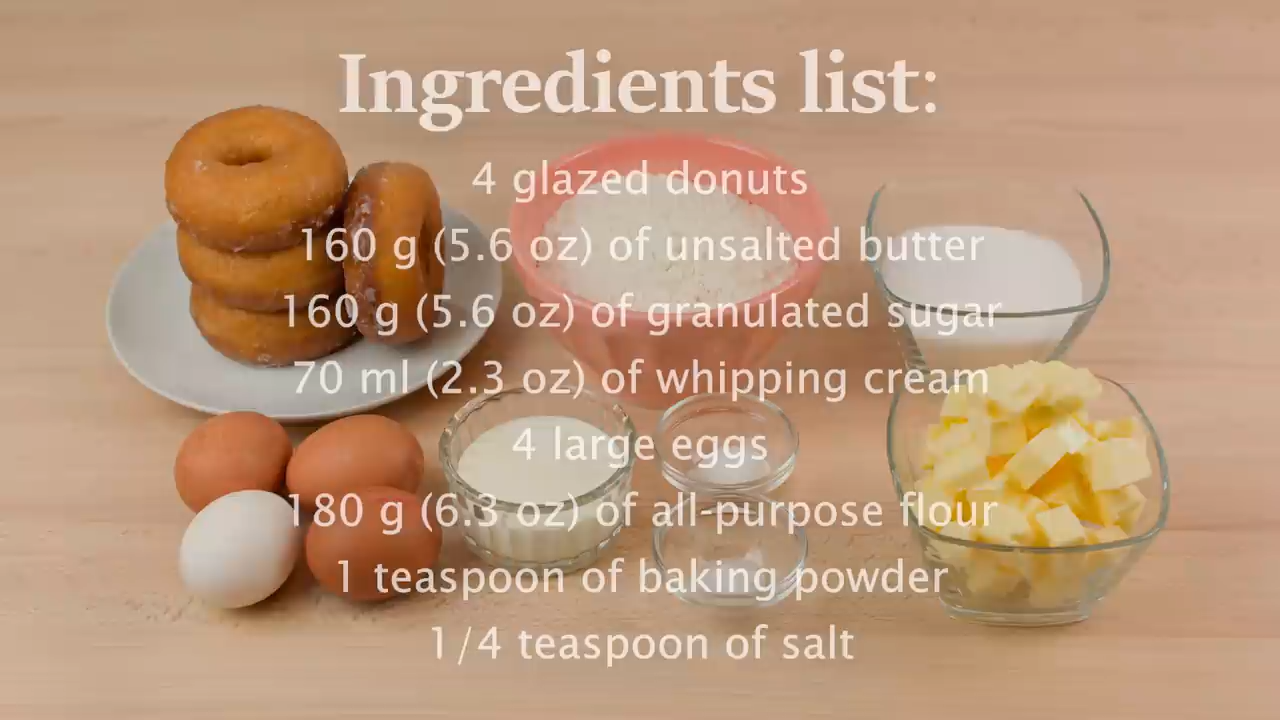 Ingredients list:
4 glazed donuts
160 g (5.6 oz) of unsalted butter
160 g (5.6 oz) of granulated sugar
70 ml (2.3 oz) of whipping cream
4 large eggs
180 g (6.3 oz) of all-purpose flour
1 teaspoon of baking powder
1/4 teaspoon of salt